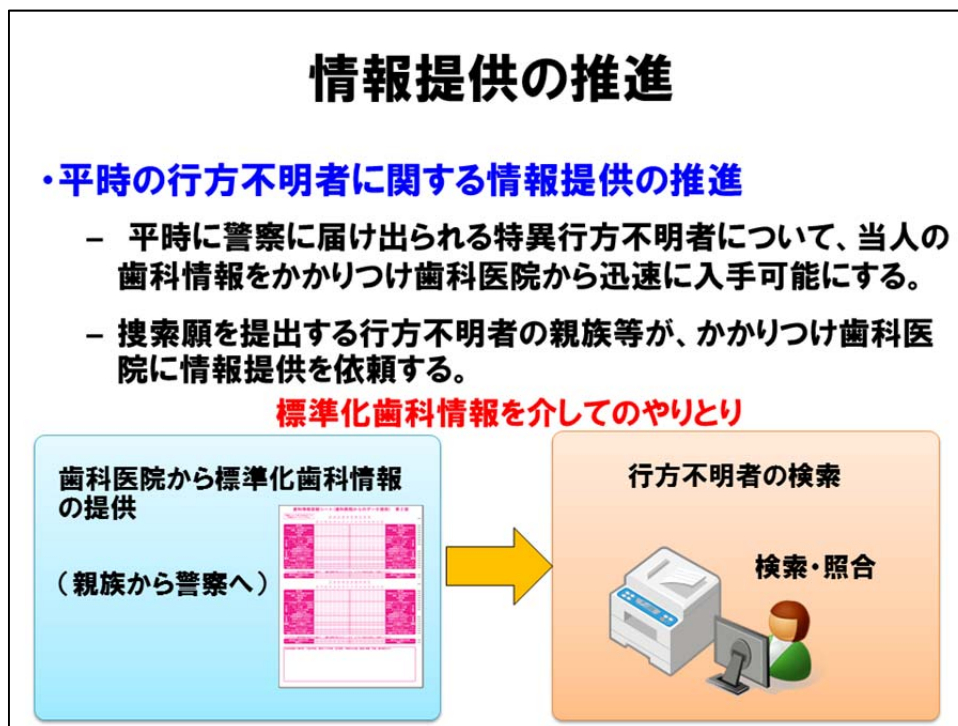 情報提供の推進
・平時の行方不明者に関する情報提供の推進
– 平時に警察に届け出られる特異行方不明者について、当人の
歯科情報をかかりつけ歯科医院から迅速に入手可能にする。
– 捜索願を提出する行方不明者の親族等が、かかりつけ歯科医
院に情報提供を依頼する。
標準化歯科情報を介してのやりとり
歯科医院から標準化歯科情報
の提供
（親族から警察へ）
行方不明者の検索
検索・照合